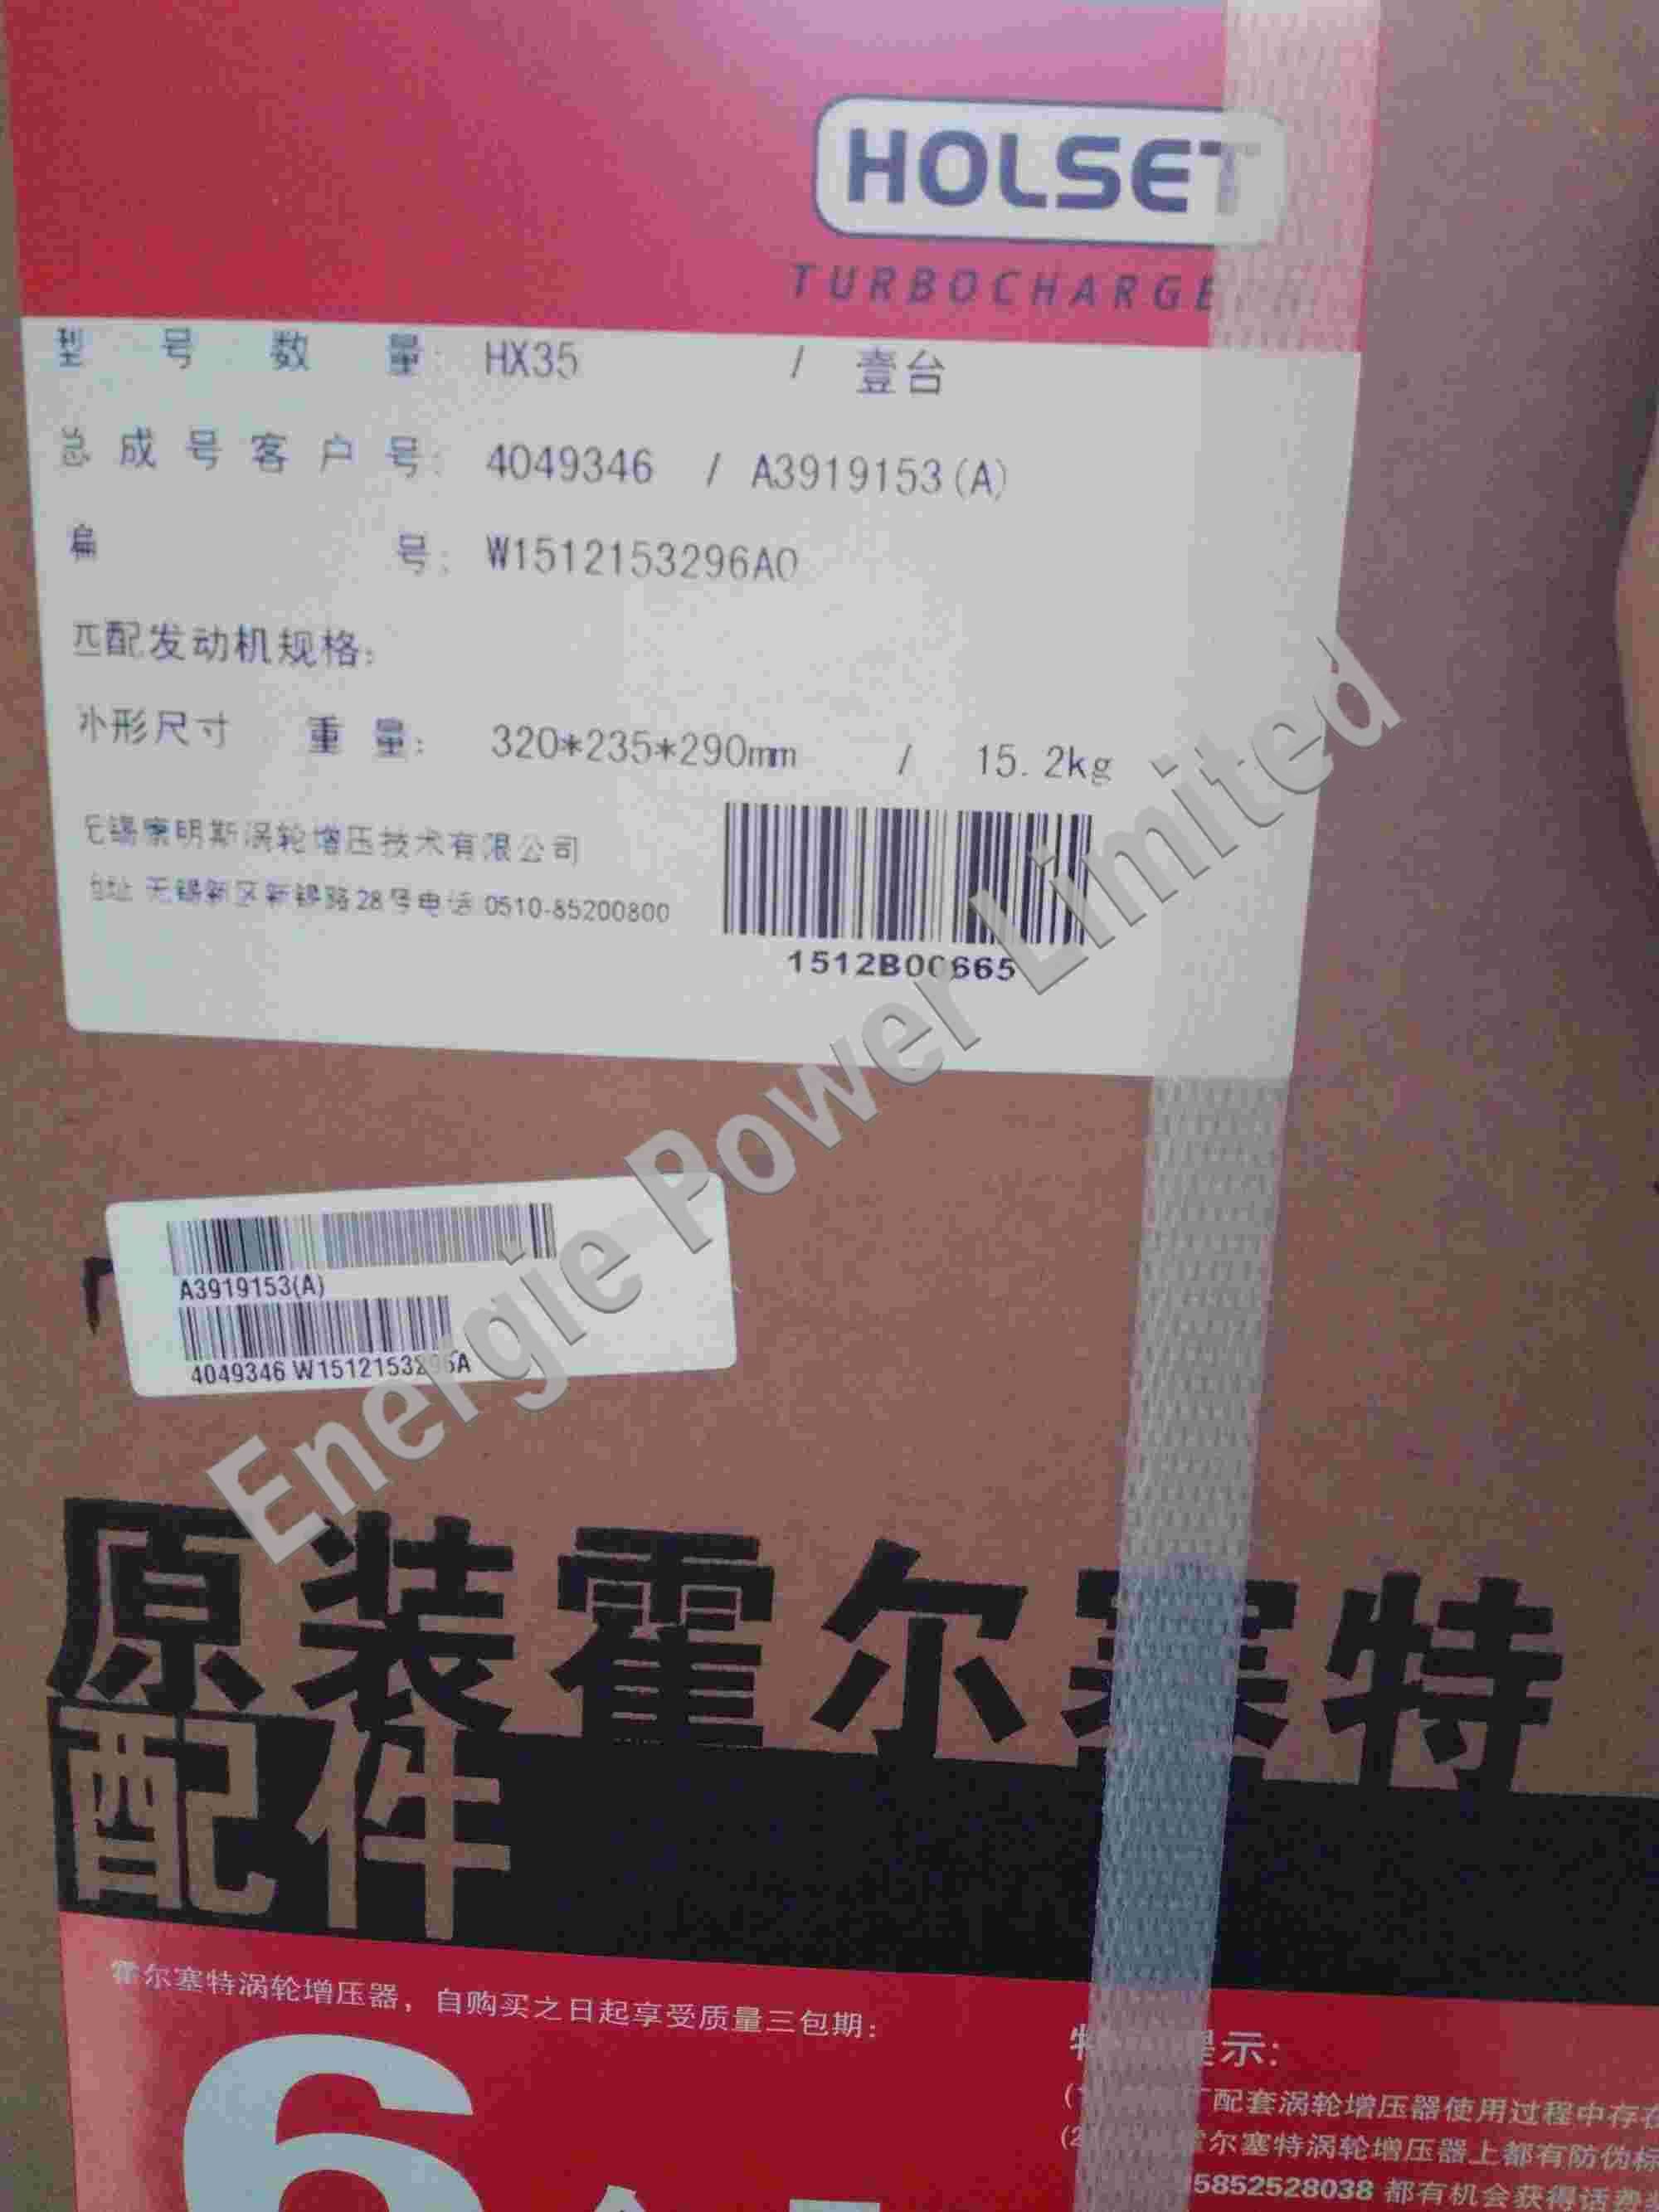 HOLSET
TURBOCHARGE
型号数量: HX35 / 壹台
总成号客户号: 4049346 / A3919153(A)
编号: W1512153296A0
匹配发动机规格:
外形尺寸 重量: 320*235*290mm / 15.2kg
无锡康明斯涡轮增压技术有限公司
地址 无锡新区新锡路28号电话 0510-85200800
1512B00665
A3919153(A)
4049346 W1512153296A
Energie Power Limited
原装霍尔塞特
配件
霍尔塞特涡轮增压器，自购买之日起享受质量三包期:
6
示:
配套涡轮增压器使用过程中存在
尔塞特涡轮增压器上都有防伪标
5852528038 都有机会获得话费